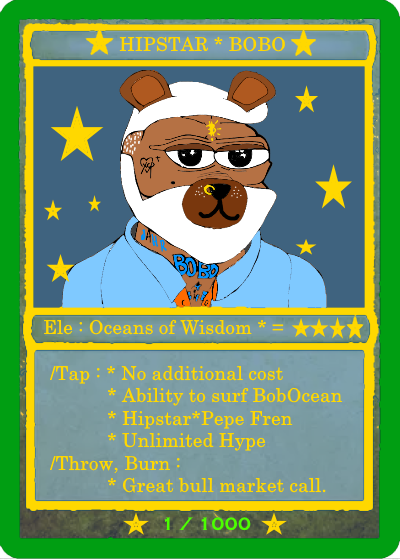 ★ HIPSTAR * BOBO ★
BOBO
Ele : Oceans of Wisdom * = ★★★★
/Tap : * No additional cost
* Ability to surf BobOcean
* Hipstar*Pepe Fren
* Unlimited Hype
/Throw, Burn :
* Great bull market call.
★ 1 / 1000 ★